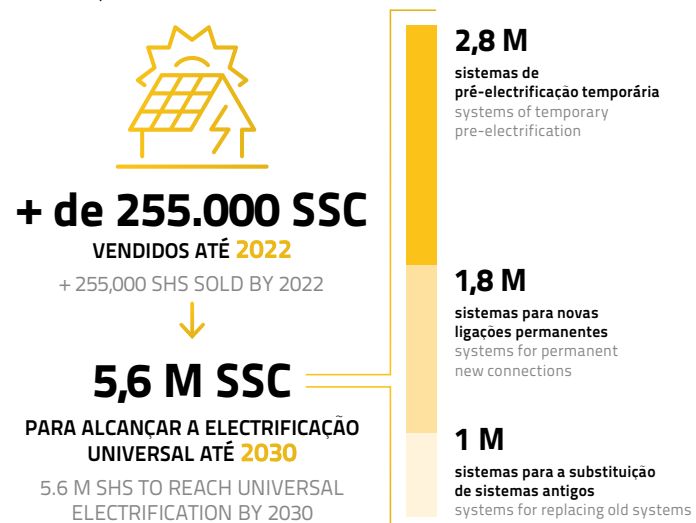 + de 255.000 SSC
VENDIDOS ATÉ 2022
+ 255,000 SHS SOLD BY 2022
5,6 M SSC
PARA ALCANÇAR A ELECTRIFICAÇÃO
UNIVERSAL ATÉ 2030
5.6 M SHS TO REACH UNIVERSAL
ELECTRIFICATION BY 2030
2,8 M
sistemas de
pré-electrificação temporária
systems of temporary
pre-electrification
1,8 M
sistemas para novas
ligações permanentes
systems for permanent
new connections
1 M
sistemas para a substituição
de sistemas antigos
systems for replacing old systems